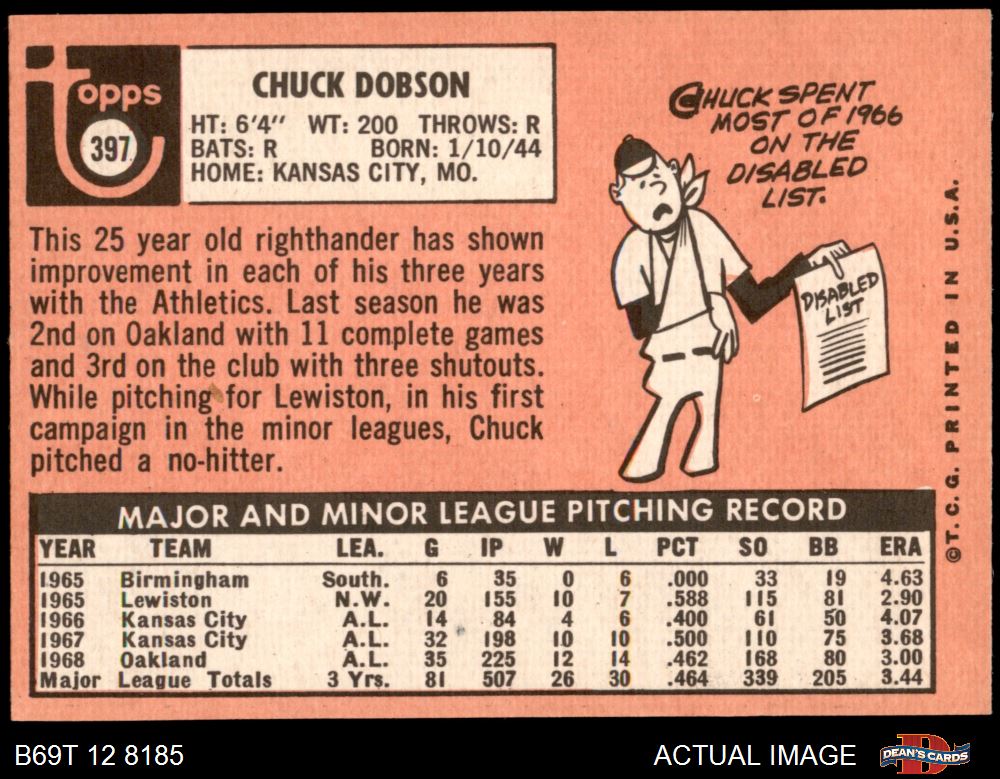 Topps
397
CHUCK DOBSON
HT: 6'4" WT: 200 THROWS: R
BATS: R BORN: 1/10/44
HOME: KANSAS CITY, MO.
This 25 year old righthander has shown
improvement in each of his three years
with the Athletics. Last season he was
2nd on Oakland with 11 complete games
and 3rd on the club with three shutouts.
While pitching for Lewiston, in his first
campaign in the minor leagues, Chuck
pitched a no-hitter.
CHUCK SPENT
MOST OF 1966
ON THE
DISABLED
LIST.
DISABLED
LIST
©T.C.G. PRINTED IN U.S.A.
MAJOR AND MINOR LEAGUE PITCHING RECORD
YEAR TEAM LEA. G IP W L PCT SO BB ERA
1965 Birmingham South. 6 35 0 6 .000 33 19 4.63
1965 Lewiston N.W. 20 155 10 7 .588 115 81 2.90
1966 Kansas City A.L. 14 84 4 6 .400 61 50 4.07
1967 Kansas City A.L. 32 198 10 10 .500 110 75 3.68
1968 Oakland A.L. 35 225 12 14 .462 168 80 3.00
Major League Totals 3 Yrs. 81 507 26 30 .464 339 205 3.44
B69T 12 8185
ACTUAL IMAGE
DEAN'S CARDS